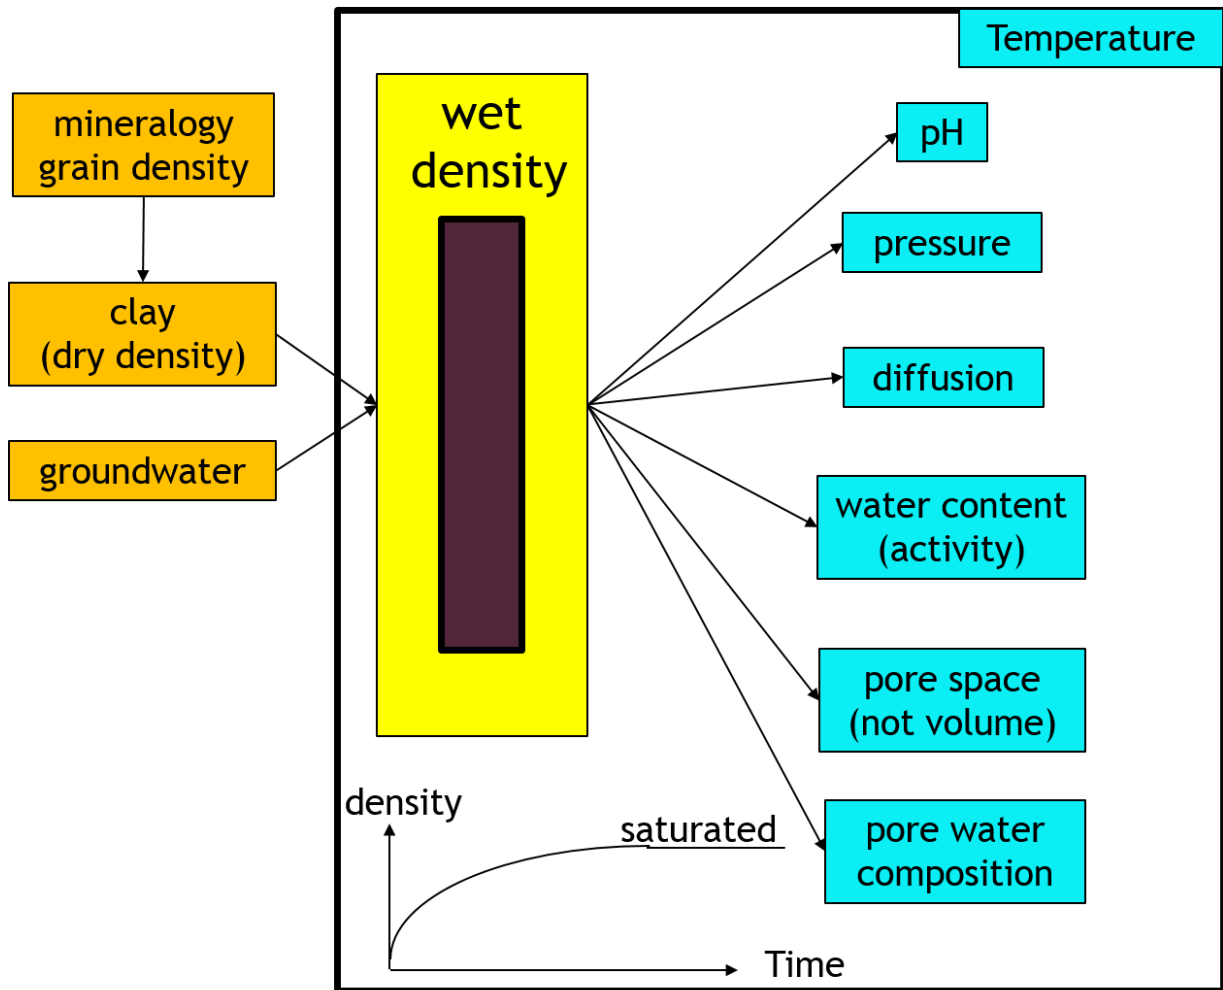 Temperature
mineralogy
grain density
clay
(dry density)
groundwater
wet
density
pH
pressure
diffusion
water content
(activity)
pore space
(not volume)
pore water
composition
density
saturated
Time